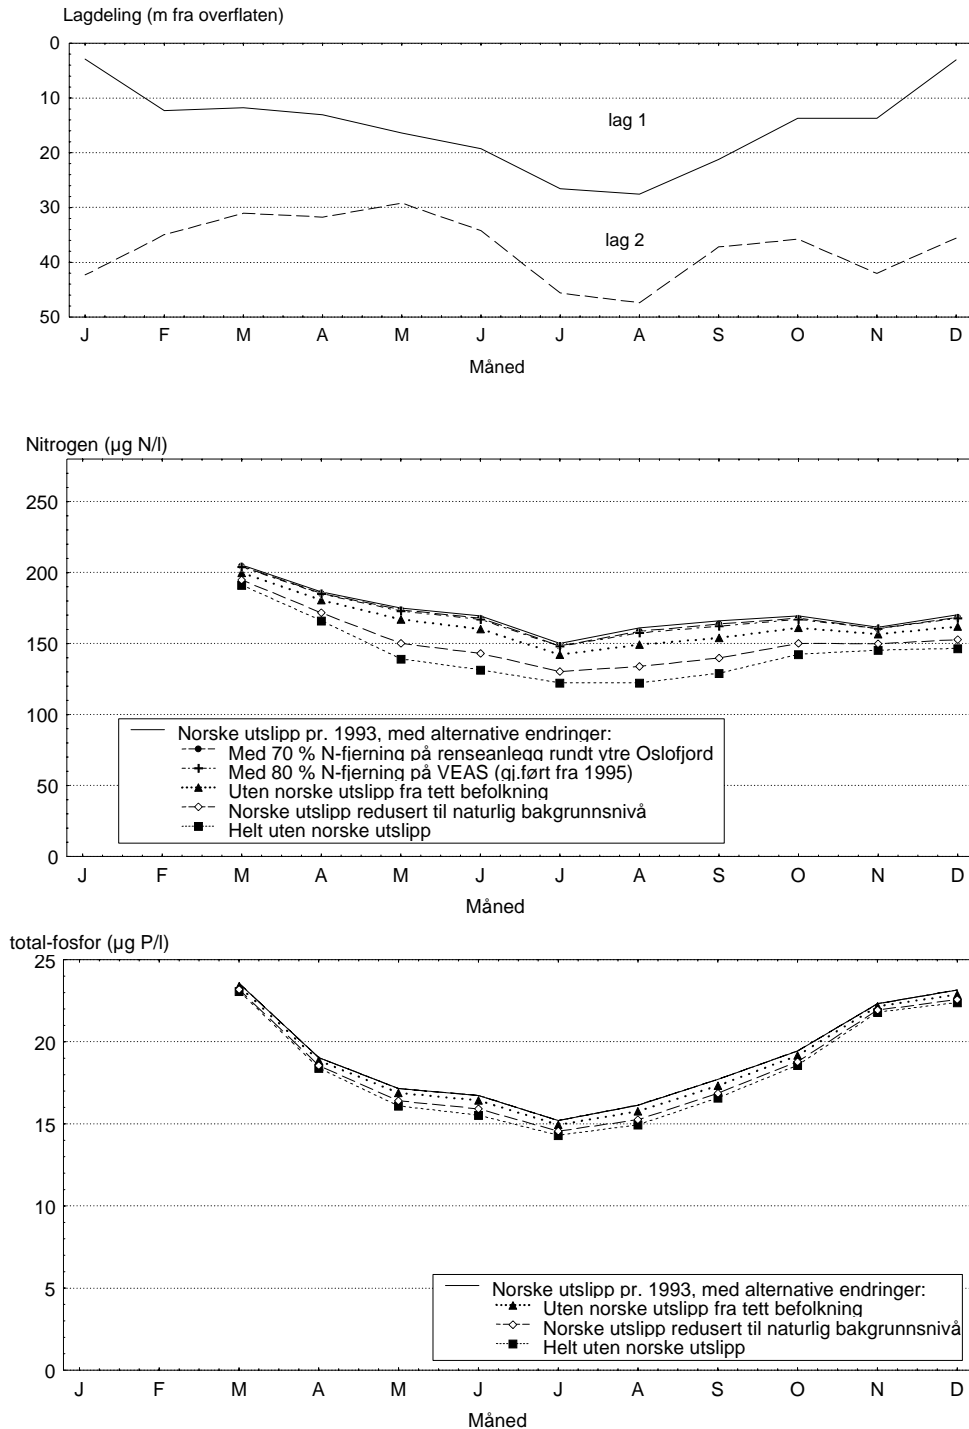 Lagdeling (m fra overflaten)
0
10
20
30
40
50
lag 1
lag 2
J F M A M J J A S O N D
Måned
Nitrogen (µg N/l)
250
200
150
100
50
0
Norske utslipp pr. 1993, med alternative endringer:
Med 70 % N-fjerning på renseanlegg rundt ytre Oslofjord
Med 80 % N-fjerning på VEAS (gj.ført fra 1995)
Uten norske utslipp fra tett befolkning
Norske utslipp redusert til naturlig bakgrunnsnivå
Helt uten norske utslipp
J F M A M J J A S O N D
Måned
total-fosfor (µg P/l)
25
20
15
10
5
0
Norske utslipp pr. 1993, med alternative endringer:
Uten norske utslipp fra tett befolkning
Norske utslipp redusert til naturlig bakgrunnsnivå
Helt uten norske utslipp
J F M A M J J A S O N D
Måned